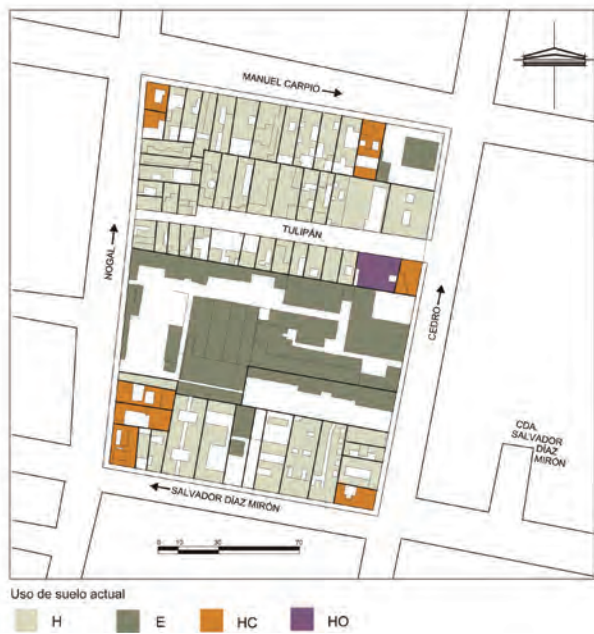 MANUEL CARPIÓ
TULIPÁN
NOGAL
CEDRO
CDA.
SALVADOR
DÍAZ
MIRÓN
SALVADOR DÍAZ MIRÓN
0 10 30 70
Uso de suelo actual
H E HC HO